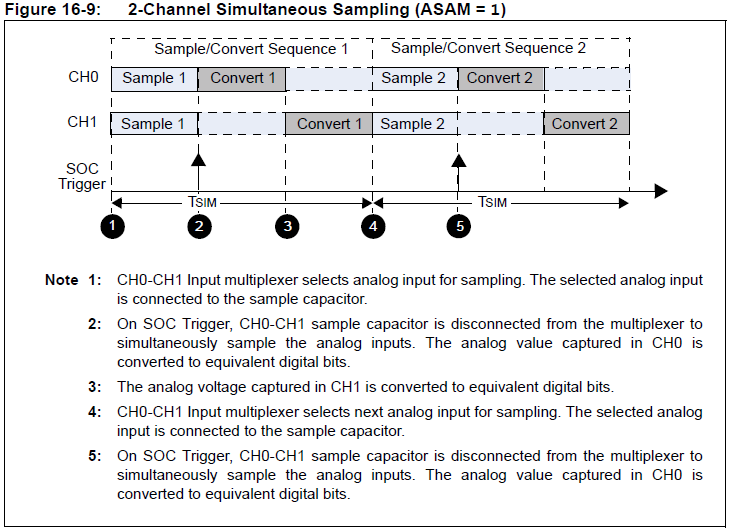 Figure 16-9: 2-Channel Simultaneous Sampling (ASAM = 1)
Sample/Convert Sequence 1 Sample/Convert Sequence 2
CH0 Sample 1 Convert 1 Sample 2 Convert 2
CH1 Sample 1 Convert 1 Sample 2 Convert 2
SOC
Trigger
TSIM TSIM
1 2 3 4 5
Note 1: CH0-CH1 Input multiplexer selects analog input for sampling. The selected analog input
is connected to the sample capacitor.
2: On SOC Trigger, CH0-CH1 sample capacitor is disconnected from the multiplexer to
simultaneously sample the analog inputs. The analog value captured in CH0 is
converted to equivalent digital bits.
3: The analog voltage captured in CH1 is converted to equivalent digital bits.
4: CH0-CH1 Input multiplexer selects next analog input for sampling. The selected analog
input is connected to the sample capacitor.
5: On SOC Trigger, CH0-CH1 sample capacitor is disconnected from the multiplexer to
simultaneously sample the analog inputs. The analog value captured in CH0 is
converted to equivalent digital bits.